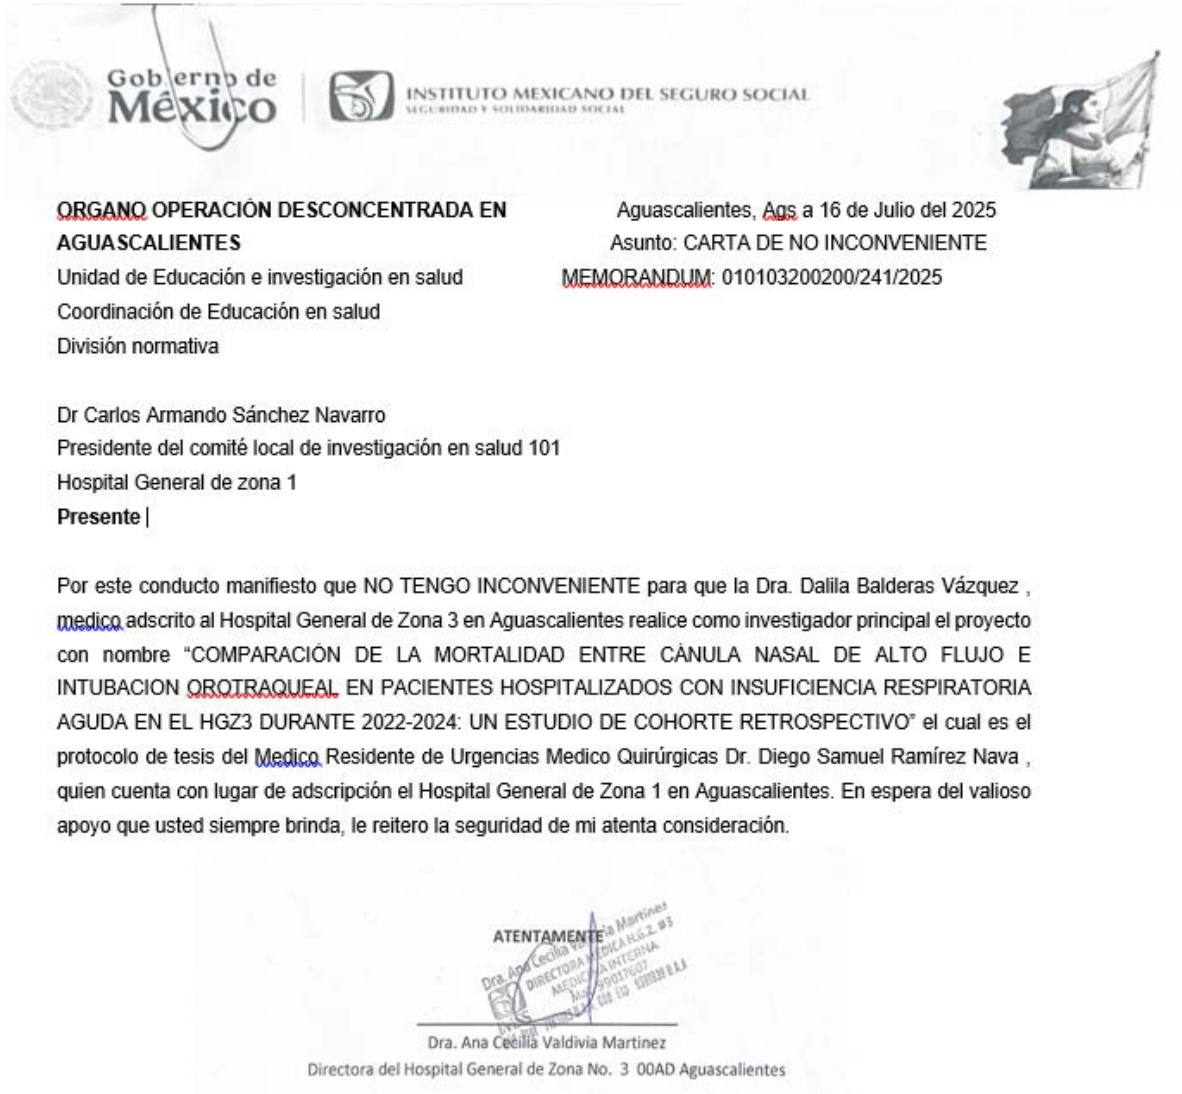 Gobierno de
México
INSTITUTO MEXICANO DEL SEGURO SOCIAL
SEGURIDAD Y SOLIDARIDAD SOCIAL
ORGANO OPERACIÓN DESCONCENTRADA EN
AGUASCALIENTES
Unidad de Educación e investigación en salud
Coordinación de Educación en salud
División normativa
Aguascalientes, Ags a 16 de Julio del 2025
Asunto: CARTA DE NO INCONVENIENTE
MEMORANDUM: 010103200200/241/2025
Dr Carlos Armando Sánchez Navarro
Presidente del comité local de investigación en salud 101
Hospital General de zona 1
Presente
Por este conducto manifiesto que NO TENGO INCONVENIENTE para que la Dra. Dalila Balderas Vázquez ,
medico adscrito al Hospital General de Zona 3 en Aguascalientes realice como investigador principal el proyecto
con nombre “COMPARACIÓN DE LA MORTALIDAD ENTRE CÁNULA NASAL DE ALTO FLUJO E
INTUBACION OROTRAQUEAL EN PACIENTES HOSPITALIZADOS CON INSUFICIENCIA RESPIRATORIA
AGUDA EN EL HGZ3 DURANTE 2022-2024: UN ESTUDIO DE COHORTE RETROSPECTIVO” el cual es el
protocolo de tesis del Medico Residente de Urgencias Medico Quirúrgicas Dr. Diego Samuel Ramírez Nava ,
quien cuenta con lugar de adscripción el Hospital General de Zona 1 en Aguascalientes. En espera del valioso
apoyo que usted siempre brinda, le reitero la seguridad de mi atenta consideración.
ATENTAMENTE
Dra. Ana Cecilia Valdivia Martinez
DIRECTORA MEDICA H.G.Z. #3
MEDICINA INTERNA
Dra. Ana Cecilia Valdivia Martinez
Directora del Hospital General de Zona No. 3 00AD Aguascalientes